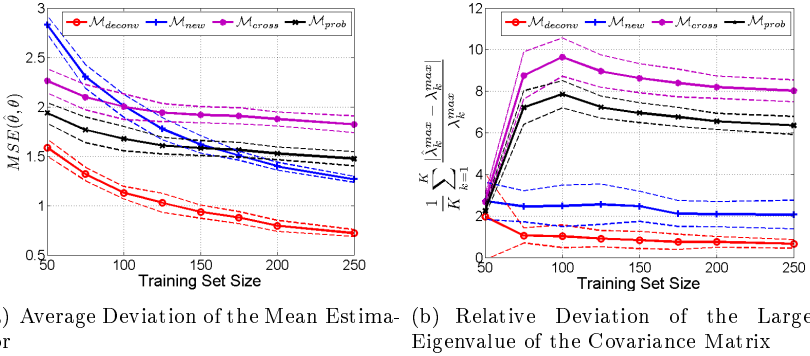 M_deconv M_new M_cross M_prob
MSE(θ̂, θ)
3
2.5
2
1.5
1
0.5
50 100 150 200 250
Training Set Size
M_deconv M_new M_cross M_prob
1/K ∑_{k=1}^{K} |λ̂_k^{max} − λ_k^{max}| / λ_k^{max}
12
10
8
6
4
2
0
50 100 150 200 250
Training Set Size
) Average Deviation of the Mean Estima-
or
(b) Relative Deviation of the Large
Eigenvalue of the Covariance Matrix